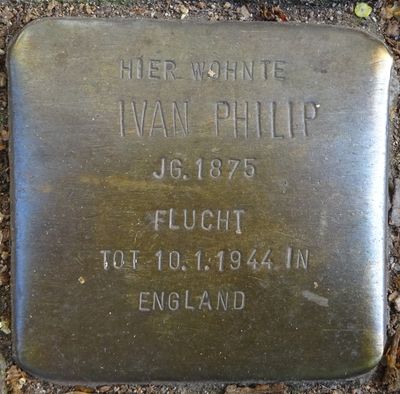 HIER WOHNTE
IVAN PHILIP
JG. 1875
FLUCHT
TOT 10.1.1944 IN
ENGLAND